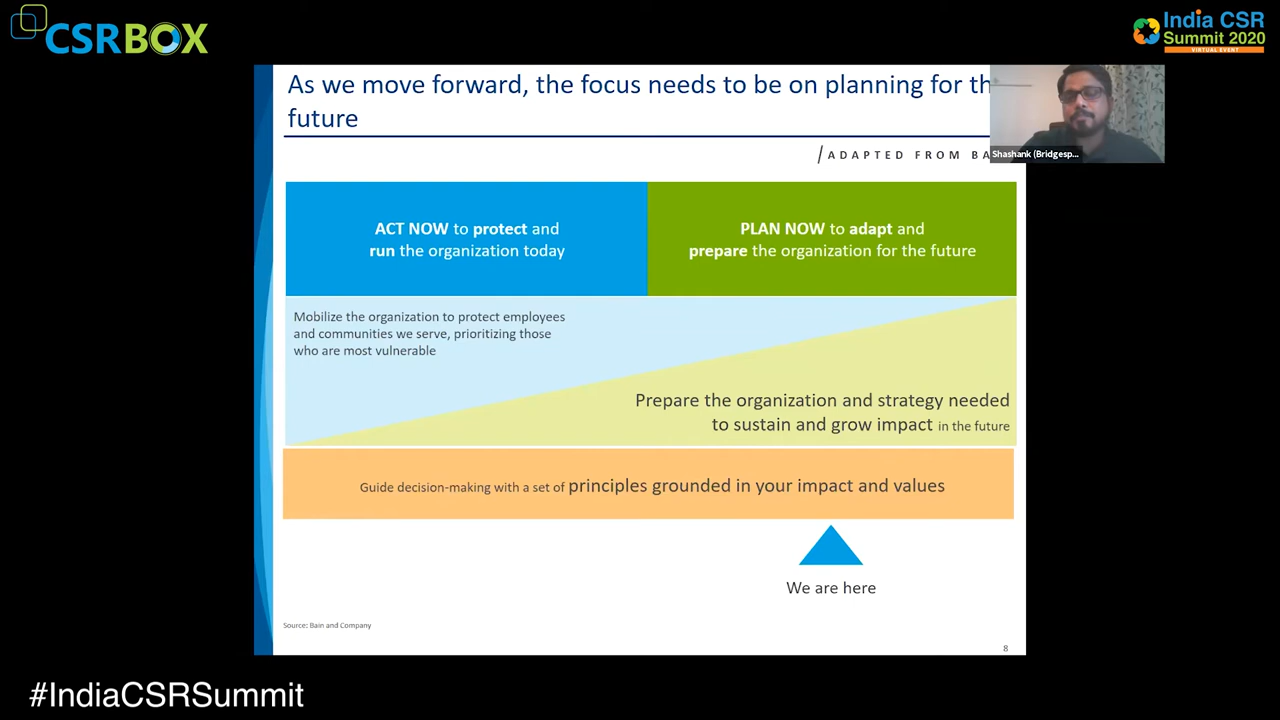 CSRBOX
India CSR
Summit 2020
VIRTUAL EVENT
As we move forward, the focus needs to be on planning for th
future
/ADAPTED FROM BA
Shashank (Bridgesp...
ACT NOW to protect and
run the organization today
PLAN NOW to adapt and
prepare the organization for the future
Mobilize the organization to protect employees
and communities we serve, prioritizing those
who are most vulnerable
Prepare the organization and strategy needed
to sustain and grow impact in the future
Guide decision-making with a set of principles grounded in your impact and values
We are here
Source: Bain and Company
8
#IndiaCSRSummit